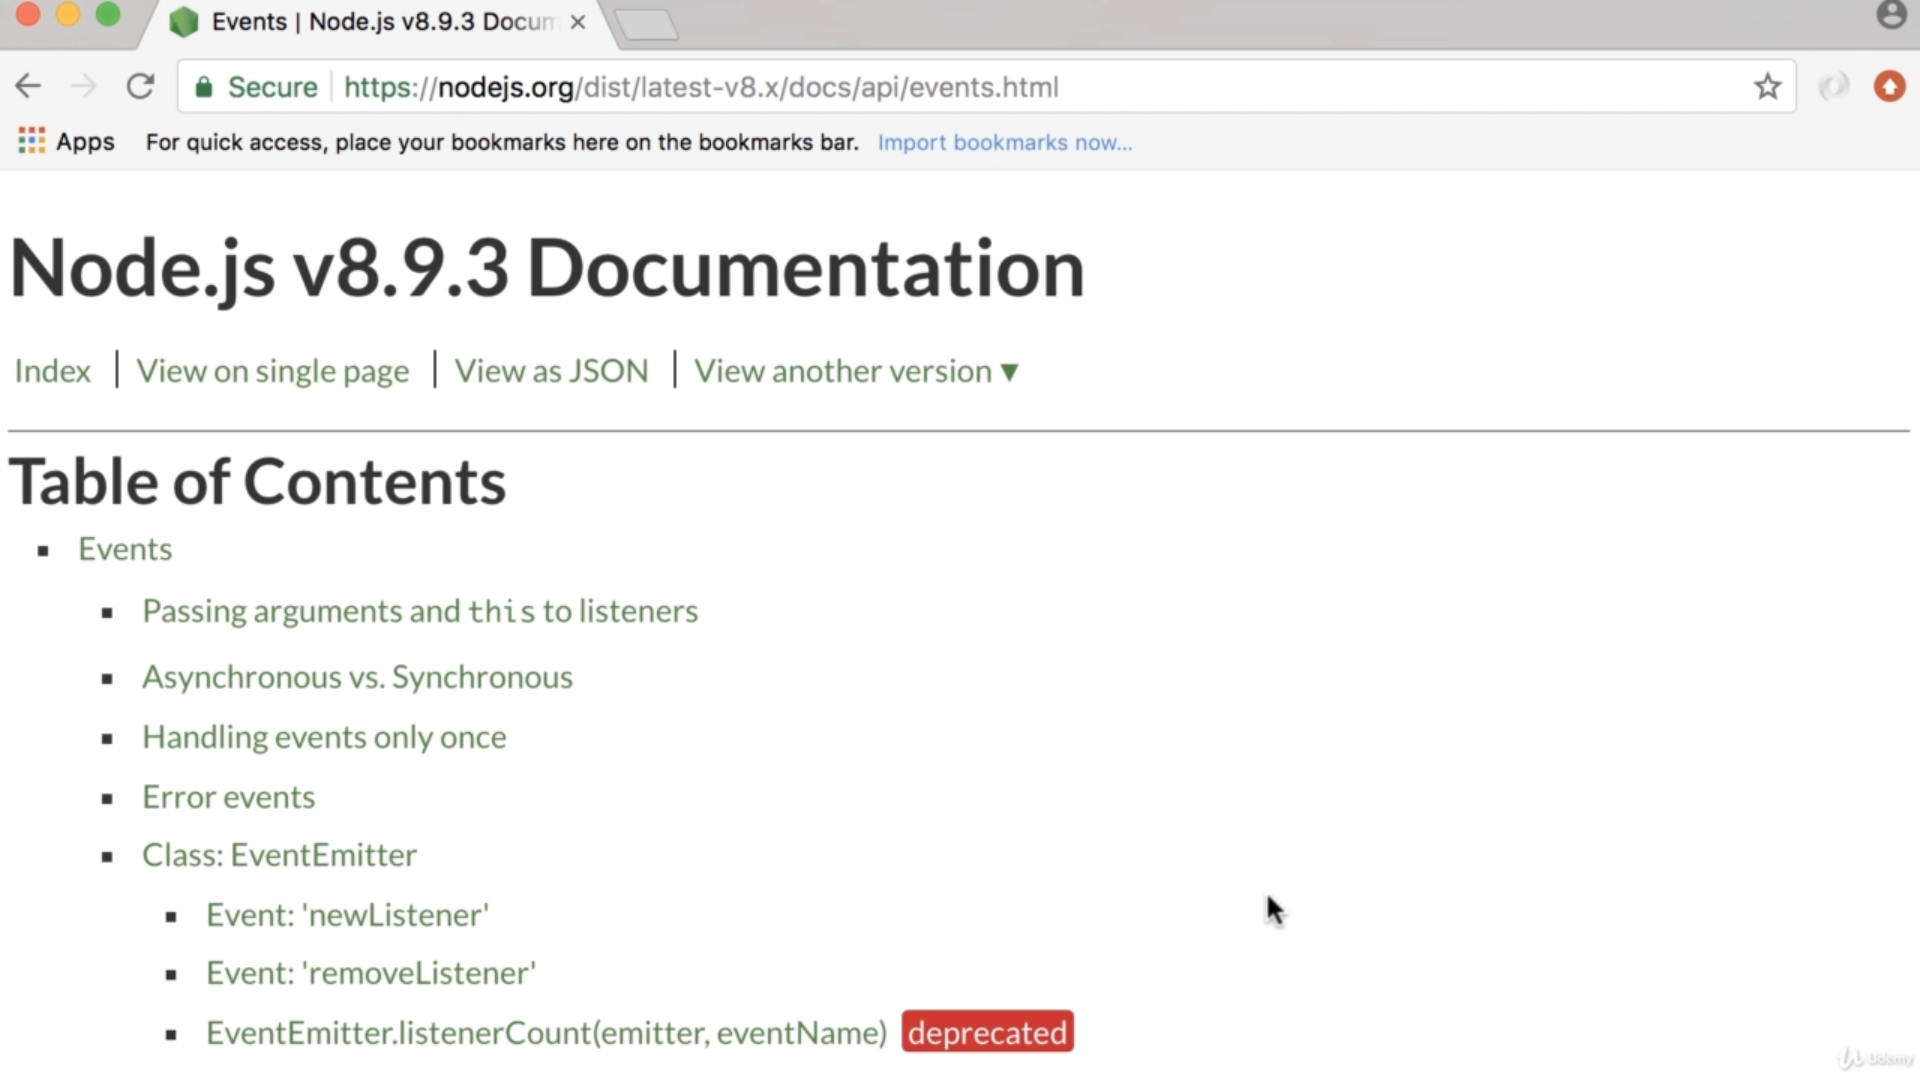 Events | Node.js v8.9.3 Docum
Secure https://nodejs.org/dist/latest-v8.x/docs/api/events.html
Apps For quick access, place your bookmarks here on the bookmarks bar. Import bookmarks now...
Node.js v8.9.3 Documentation
Index | View on single page | View as JSON | View another version ▼
Table of Contents
Events
Passing arguments and this to listeners
Asynchronous vs. Synchronous
Handling events only once
Error events
Class: EventEmitter
Event: 'newListener'
Event: 'removeListener'
EventEmitter.listenerCount(emitter, eventName) deprecated
Udemy